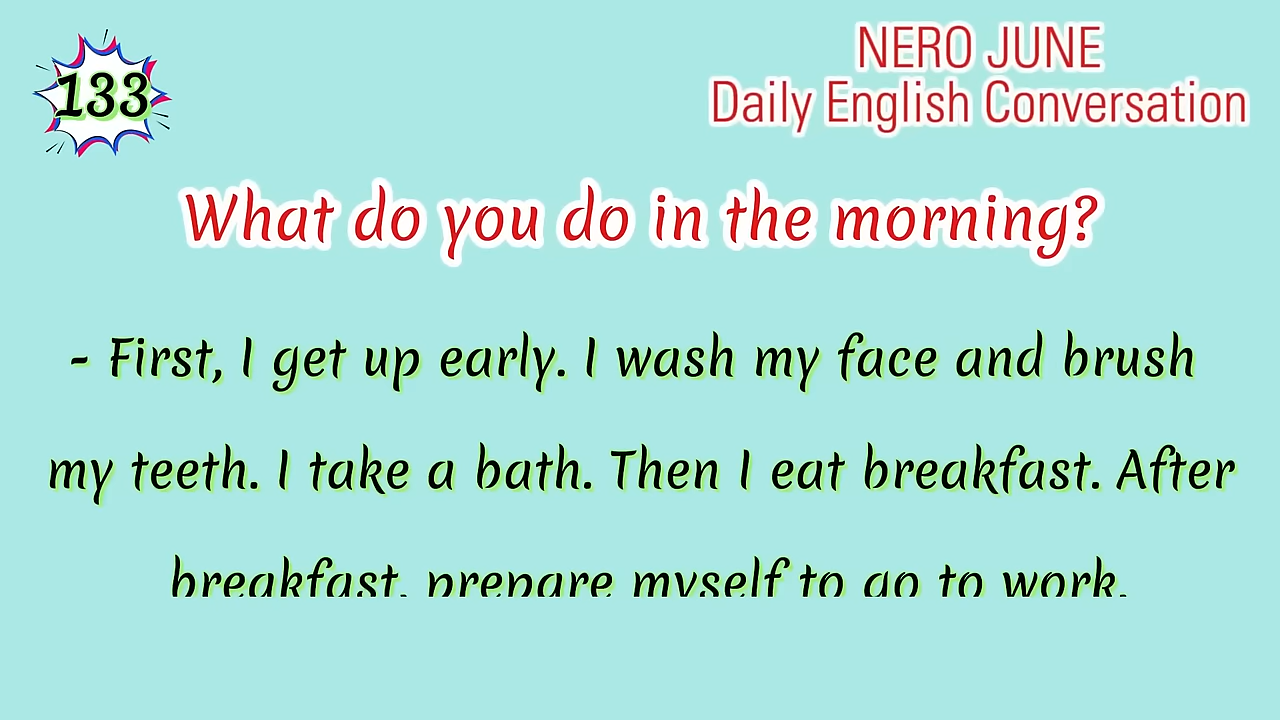 133
NERO JUNE
Daily English Conversation
What do you do in the morning?
- First, I get up early. I wash my face and brush
my teeth. I take a bath. Then I eat breakfast. After
breakfast, prepare myself to go to work.